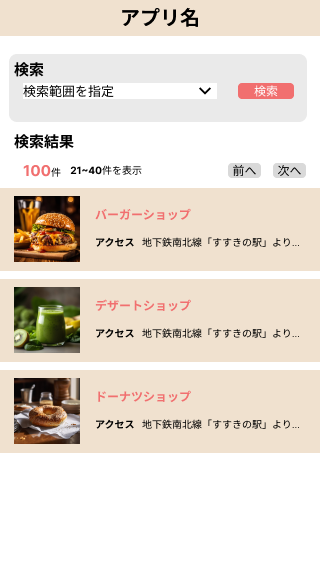 アプリ名
検索
検索範囲を指定
検索
検索結果
100件 21~40件を表示 前へ 次へ
バーガーショップ
アクセス 地下鉄南北線「すすきの駅」より...
デザートショップ
アクセス 地下鉄南北線「すすきの駅」より...
ドーナツショップ
アクセス 地下鉄南北線「すすきの駅」より...